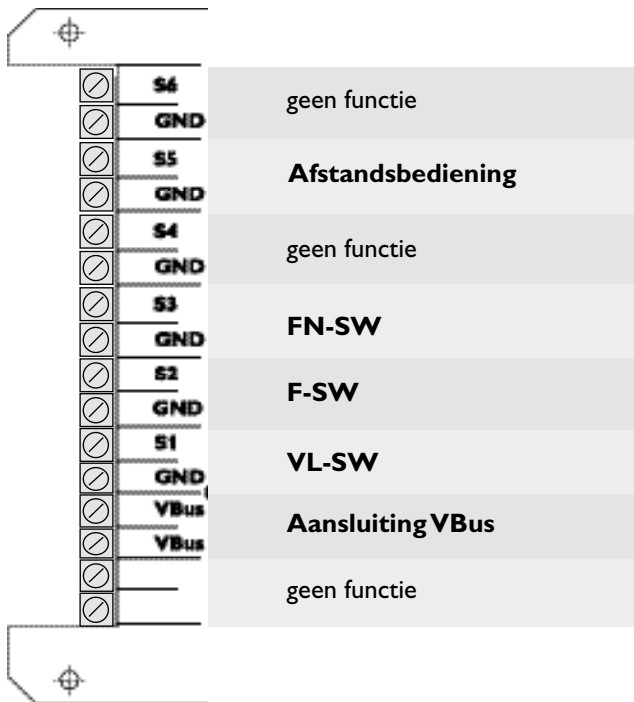 S6
geen functie
GND
S5
Afstandsbediening
GND
S4
geen functie
GND
S3
FN-SW
GND
S2
F-SW
GND
S1
VL-SW
GND
VBus
Aansluiting VBus
VBus
geen functie